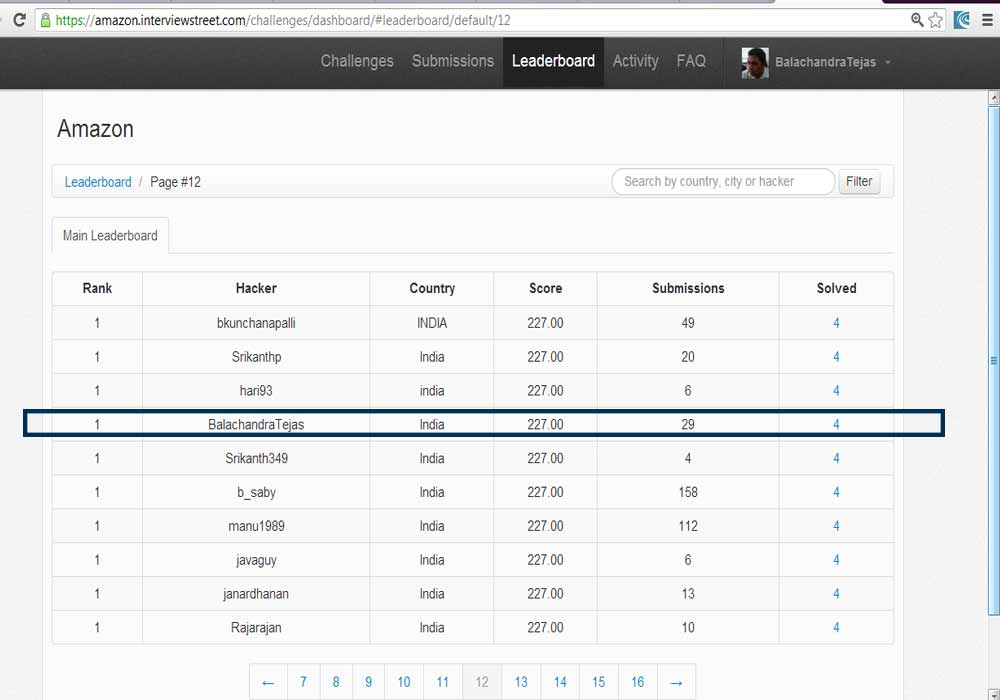 https://amazon.interviewstreet.com/challenges/dashboard/#leaderboard/default/12
Challenges Submissions Leaderboard Activity FAQ BalachandraTejas
Amazon
Leaderboard / Page #12 Search by country, city or hacker Filter
Main Leaderboard
Rank Hacker Country Score Submissions Solved
1 bkunchanapalli INDIA 227.00 49 4
1 Srikanthp India 227.00 20 4
1 hari93 india 227.00 6 4
1 BalachandraTejas India 227.00 29 4
1 Srikanth349 India 227.00 4 4
1 b_saby India 227.00 158 4
1 manu1989 India 227.00 112 4
1 javaguy India 227.00 6 4
1 janardhanan India 227.00 13 4
1 Rajarajan India 227.00 10 4
← 7 8 9 10 11 12 13 14 15 16 →